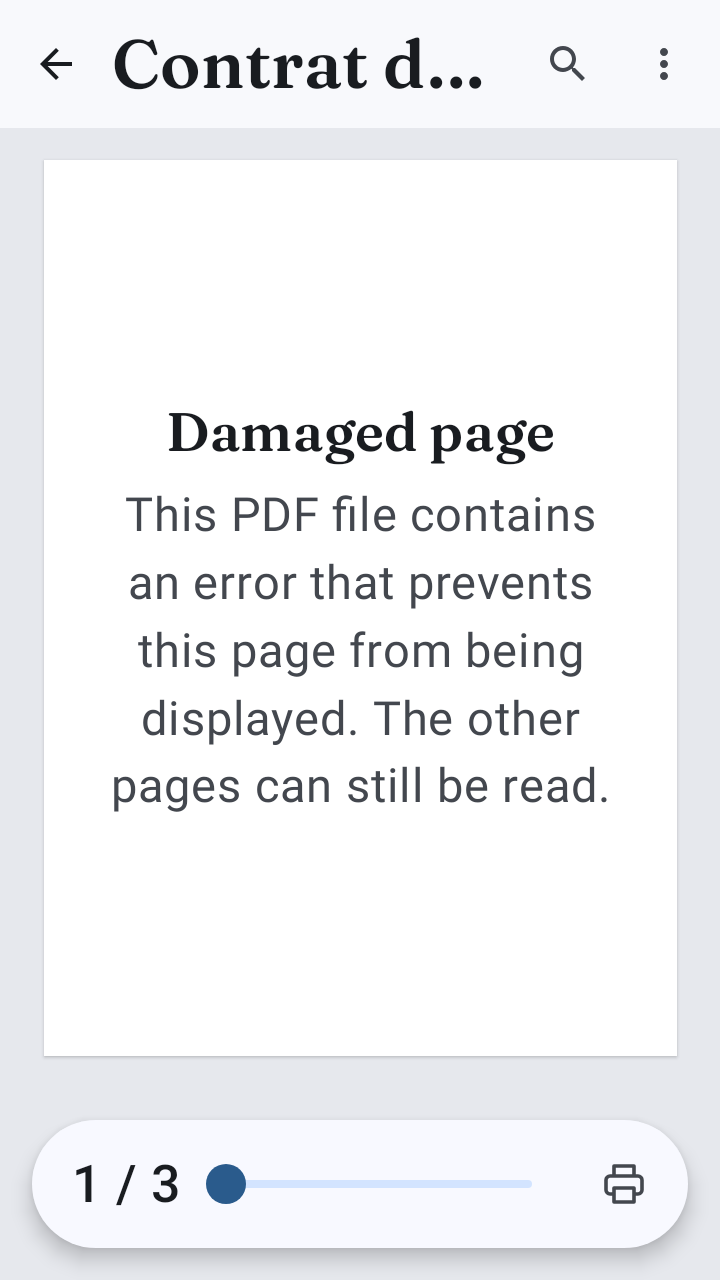 Contrat d...
Damaged page
This PDF file contains
an error that prevents
this page from being
displayed. The other
pages can still be read.
1 / 3